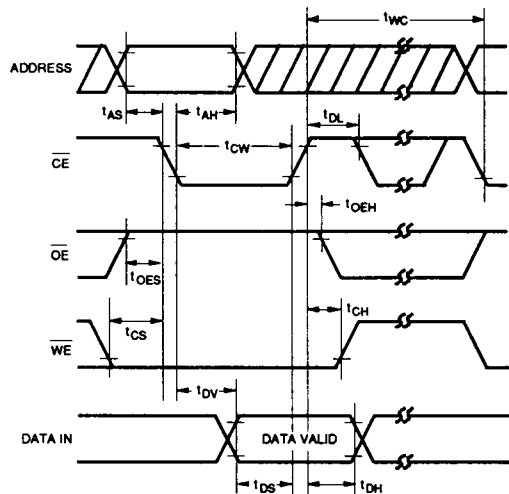 tWC
ADDRESS
tAS
tAH
tDL
tCW
CE
tOEH
OE
tOES
tCS
tCH
WE
tDV
DATA IN
DATA VALID
tDS
tDH